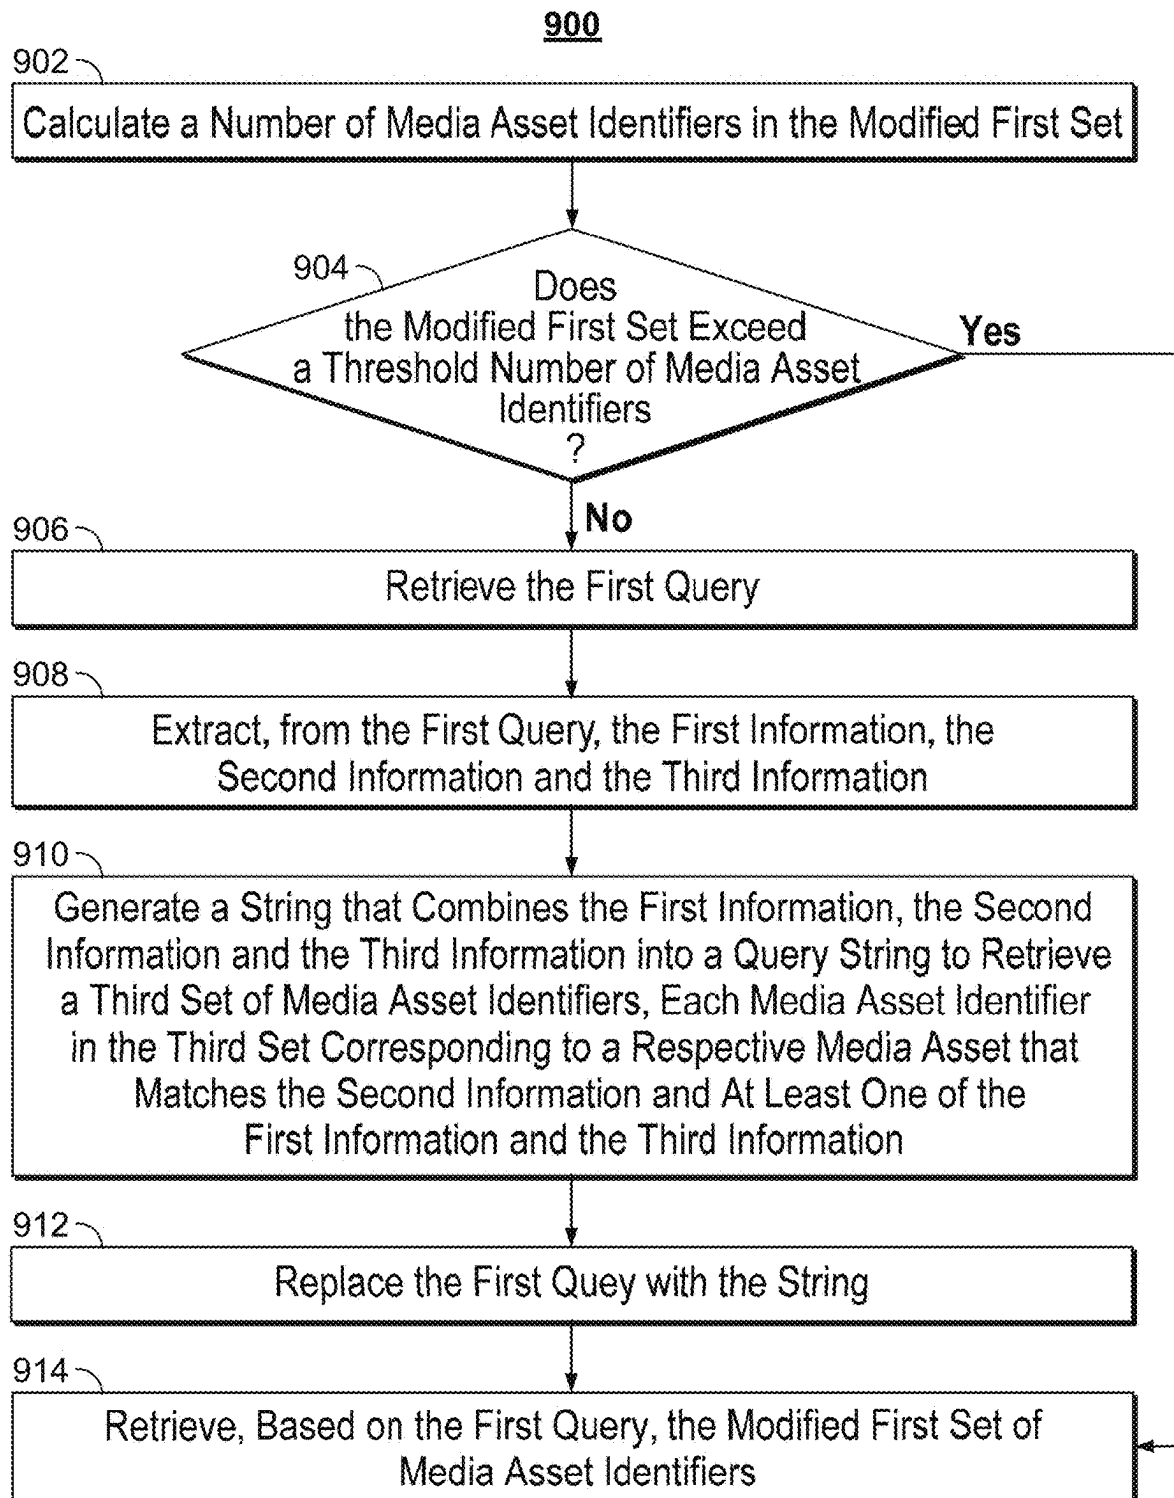 900
902
Calculate a Number of Media Asset Identifiers in the Modified First Set
904
Does
the Modified First Set Exceed
a Threshold Number of Media Asset
Identifiers
?
Yes
No
906
Retrieve the First Query
908
Extract, from the First Query, the First Information, the
Second Information and the Third Information
910
Generate a String that Combines the First Information, the Second
Information and the Third Information into a Query String to Retrieve
a Third Set of Media Asset Identifiers, Each Media Asset Identifier
in the Third Set Corresponding to a Respective Media Asset that
Matches the Second Information and At Least One of the
First Information and the Third Information
912
Replace the First Quey with the String
914
Retrieve, Based on the First Query, the Modified First Set of
Media Asset Identifiers